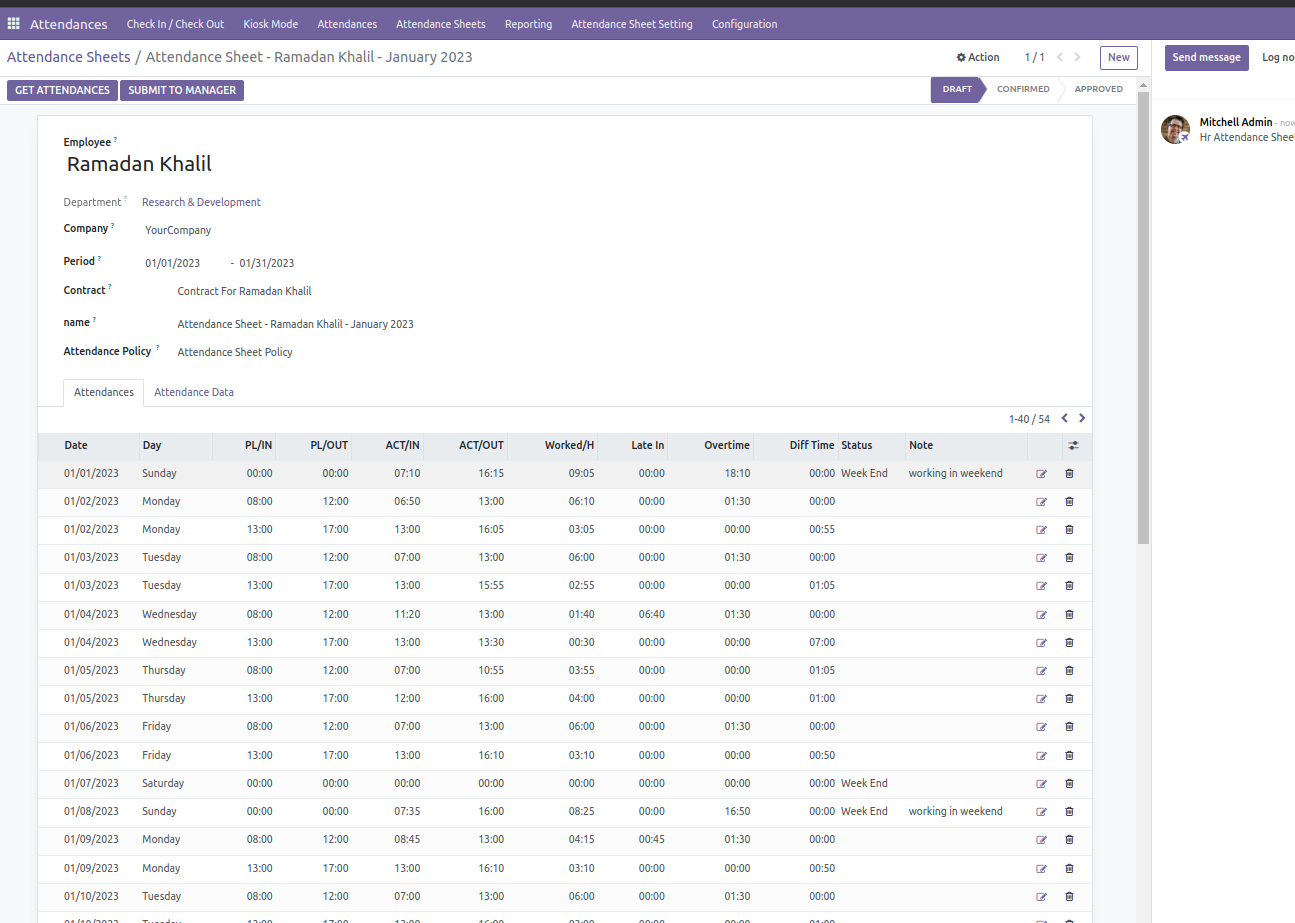 Attendances Check In / Check Out Kiosk Mode Attendances Attendance Sheets Reporting Attendance Sheet Setting Configuration
Attendance Sheets / Attendance Sheet - Ramadan Khalil - January 2023 Action 1 / 1 New Send message Log no
GET ATTENDANCES SUBMIT TO MANAGER DRAFT CONFIRMED APPROVED
Mitchell Admin - now
Hr Attendance Sheet
Employee ?
Ramadan Khalil
Department ? Research & Development
Company ? YourCompany
Period ? 01/01/2023 - 01/31/2023
Contract ? Contract For Ramadan Khalil
name ? Attendance Sheet - Ramadan Khalil - January 2023
Attendance Policy ? Attendance Sheet Policy
Attendances Attendance Data
1-40 / 54
Date Day PL/IN PL/OUT ACT/IN ACT/OUT Worked/H Late In Overtime Diff Time Status Note
01/01/2023 Sunday 00:00 00:00 07:10 16:15 09:05 00:00 18:10 00:00 Week End working in weekend
01/02/2023 Monday 08:00 12:00 06:50 13:00 06:10 00:00 01:30 00:00
01/02/2023 Monday 13:00 17:00 13:00 16:05 03:05 00:00 00:00 00:55
01/03/2023 Tuesday 08:00 12:00 07:00 13:00 06:00 00:00 01:30 00:00
01/03/2023 Tuesday 13:00 17:00 13:00 15:55 02:55 00:00 00:00 01:05
01/04/2023 Wednesday 08:00 12:00 11:20 13:00 01:40 06:40 01:30 00:00
01/04/2023 Wednesday 13:00 17:00 13:00 13:30 00:30 00:00 00:00 07:00
01/05/2023 Thursday 08:00 12:00 07:00 10:55 03:55 00:00 00:00 01:05
01/05/2023 Thursday 13:00 17:00 12:00 16:00 04:00 00:00 00:00 01:00
01/06/2023 Friday 08:00 12:00 07:00 13:00 06:00 00:00 01:30 00:00
01/06/2023 Friday 13:00 17:00 13:00 16:10 03:10 00:00 00:00 00:50
01/07/2023 Saturday 00:00 00:00 00:00 00:00 00:00 00:00 00:00 00:00 Week End
01/08/2023 Sunday 00:00 00:00 07:35 16:00 08:25 00:00 16:50 00:00 Week End working in weekend
01/09/2023 Monday 08:00 12:00 08:45 13:00 04:15 00:45 01:30 00:00
01/09/2023 Monday 13:00 17:00 13:00 16:10 03:10 00:00 00:00 00:50
01/10/2023 Tuesday 08:00 12:00 07:00 13:00 06:00 00:00 01:30 00:00
01/10/2023 Tuesday 13:00 17:00 13:00 16:00 03:00 00:00 00:00 01:00